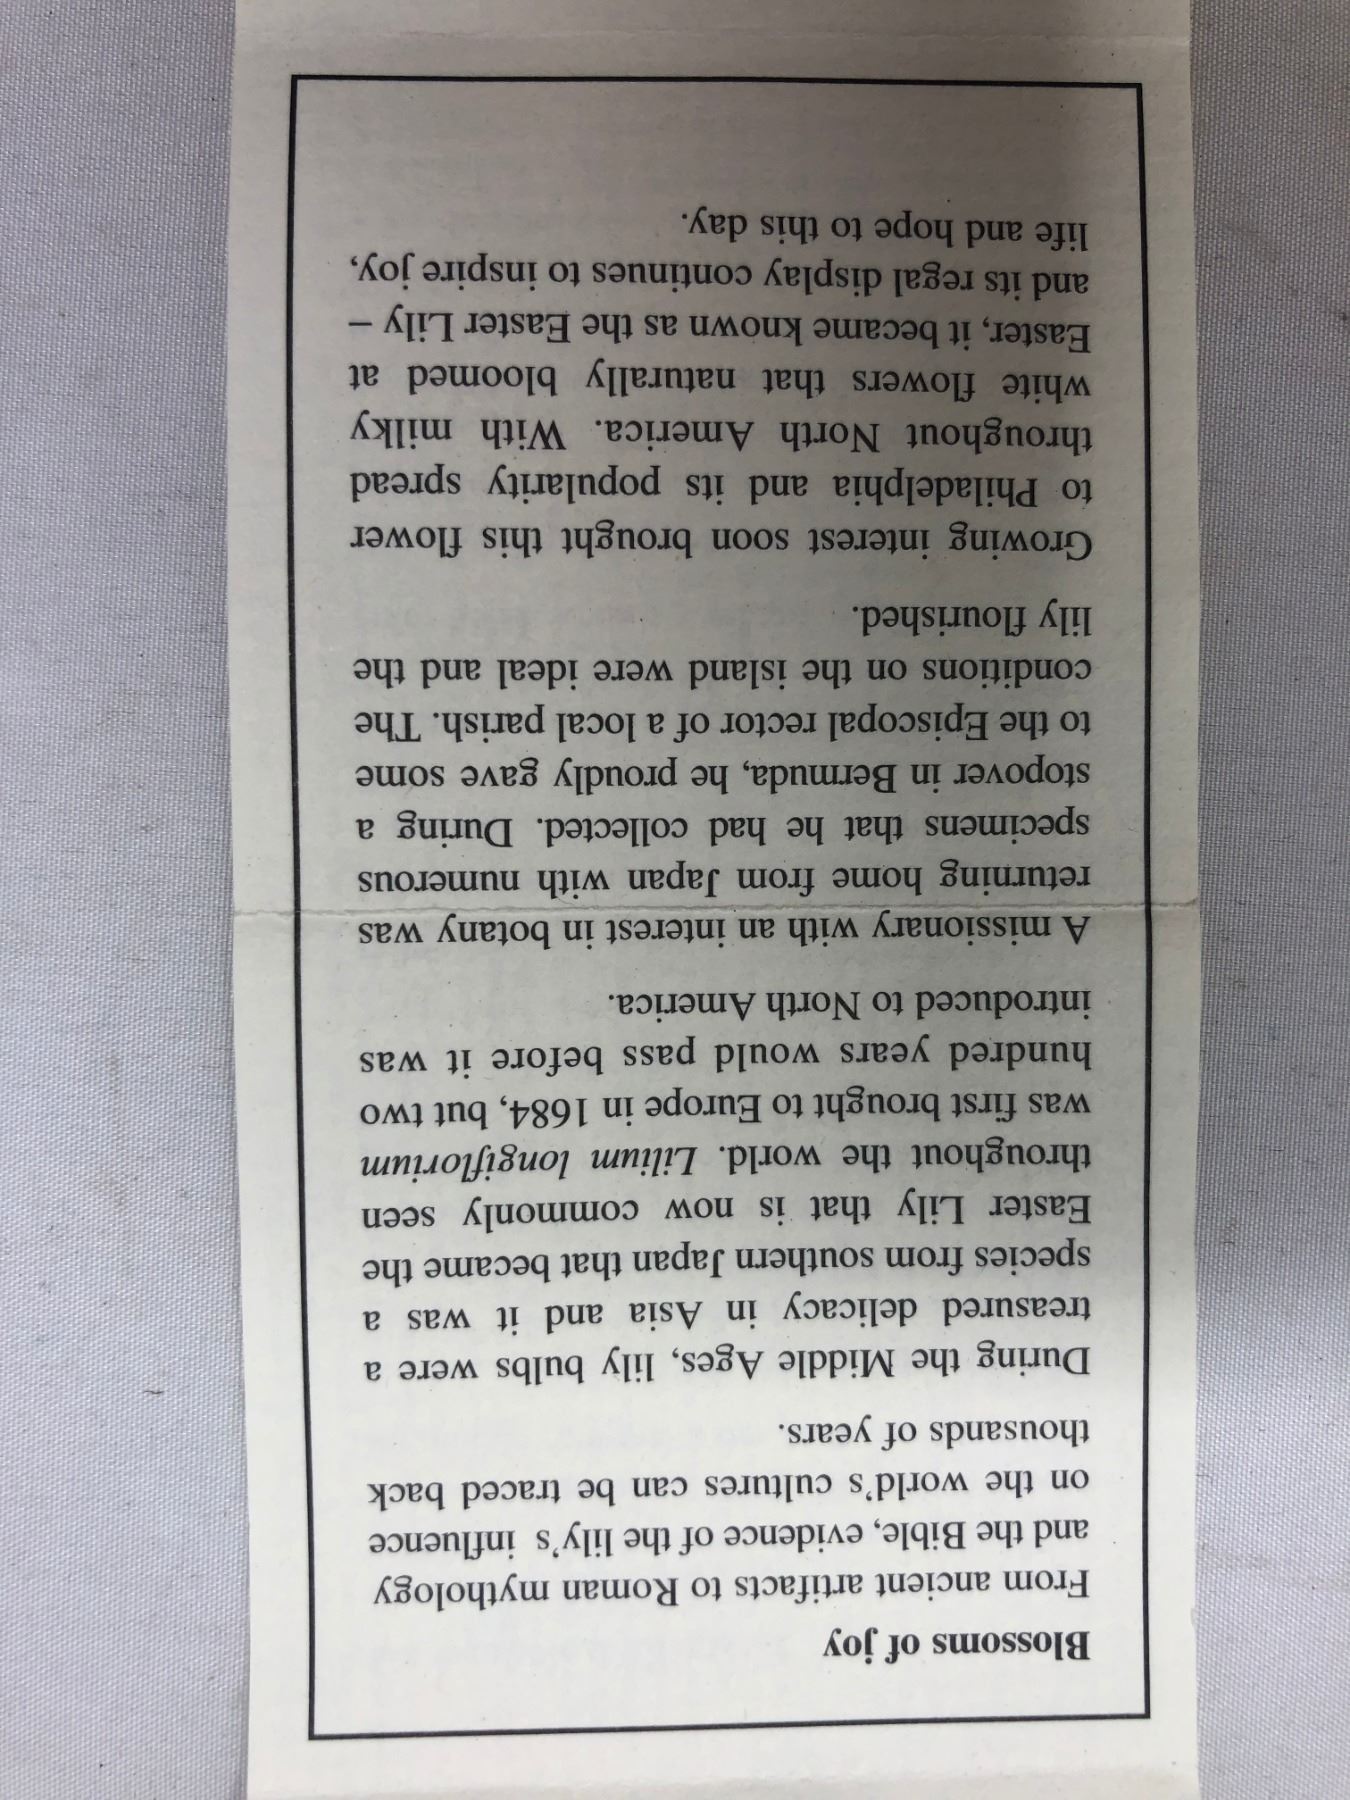 Blossoms of joy
From ancient artifacts to Roman mythology
and the Bible, evidence of the lily's influence
on the world's cultures can be traced back
thousands of years.
During the Middle Ages, lily bulbs were a
treasured delicacy in Asia and it was a
species from southern Japan that became the
Easter Lily that is now commonly seen
throughout the world. Lilium longiflorium
was first brought to Europe in 1684, but two
hundred years would pass before it was
introduced to North America.
A missionary with an interest in botany was
returning home from Japan with numerous
specimens that he had collected. During a
stopover in Bermuda, he proudly gave some
to the Episcopal rector of a local parish. The
conditions on the island were ideal and the
lily flourished.
Growing interest soon brought this flower
to Philadelphia and its popularity spread
throughout North America. With milky
white flowers that naturally bloomed at
Easter, it became known as the Easter Lily –
and its regal display continues to inspire joy,
life and hope to this day.